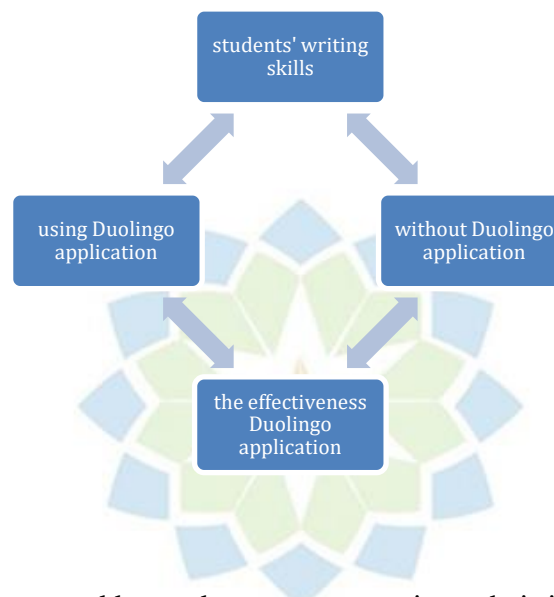 students' writing
skills
using Duolingo
application
without Duolingo
application
the effectiveness
Duolingo
application